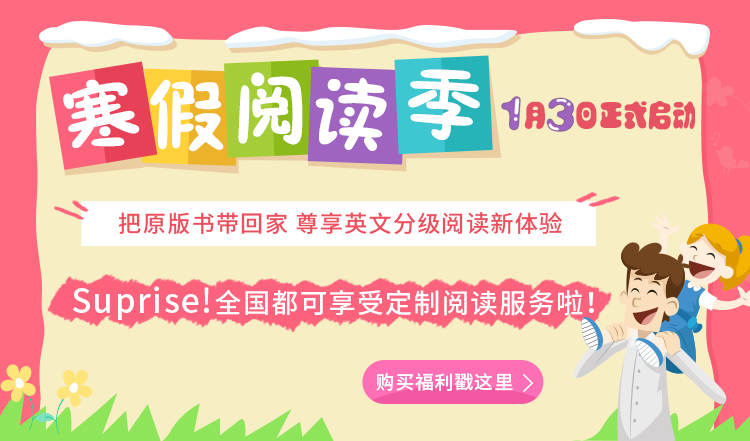 寒假阅读季
1月3日正式启动
把原版书带回家 尊享英文分级阅读新体验
Suprise!全国都可享受定制阅读服务啦!
购买福利戳这里 >